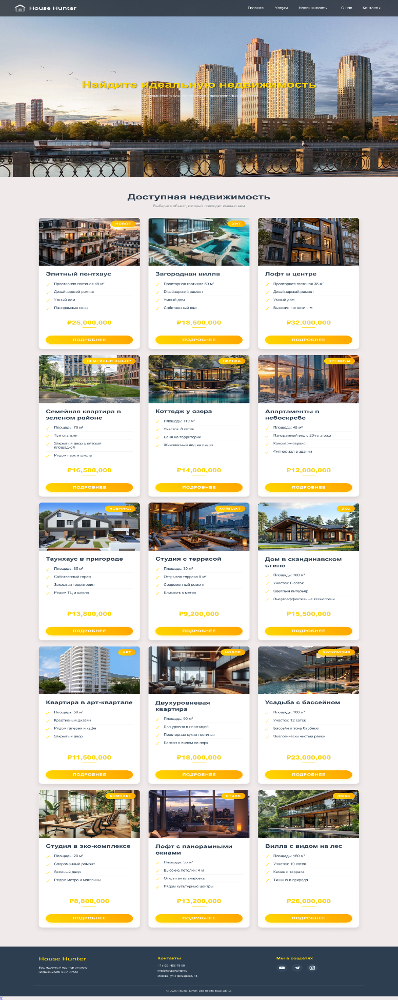 House Hunter
Главная Услуги Недвижимость О нас Контакты
Найдите идеальную недвижимость
Ознакомьтесь с нашей подборкой эксклюзивных объектов
Доступная недвижимость
Выберите объект, который подходит именно вам
НОВОЕ
Элитный пентхаус
Просторная гостиная 45 м²
Дизайнерский ремонт
Умный дом
Панорамные окна
₽25,000,000
ПОДРОБНЕЕ
ХИТ
Загородная вилла
Просторная гостиная 60 м²
Dизайнерский ремонт
Умный дом
Собственный сад
₽18,500,000
ПОДРОБНЕЕ
Лофт в центре
Просторная гостиная 35 м²
Дизайнерский ремонт
Умный дом
Высокие потолки 4 м
₽32,000,000
ПОДРОБНЕЕ
СЕМЕЙНЫЙ ВЫБОР
Семейная квартира в
зеленом районе
Площадь: 75 м²
Три спальни
Закрытый двор с детской
площадкой
Рядом парк и школа
₽16,500,000
ПОДРОБНЕЕ
СКИДКА
Коттедж у озера
Площадь: 110 м²
Участок: 8 соток
Баня на территории
Живописный вид на озеро
₽14,000,000
ПОДРОБНЕЕ
ПРЕМИУМ
Апартаменты в
небоскребе
Площадь: 45 м²
Панорамный вид с 20-го этажа
Консьерж-сервис
Фитнес-зал в здании
₽12,000,000
ПОДРОБНЕЕ
НОВИНКА
Таунхаус в пригороде
Площадь: 85 м²
Собственный гараж
Закрытая территория
Рядом ТЦ и школа
₽13,800,000
ПОДРОБНЕЕ
КОМПАКТ
Студия с террасой
Площадь: 30 м²
Открытая терраса 8 м²
Современный ремонт
Близость к метро
₽9,200,000
ПОДРОБНЕЕ
ЭКО
Дом в скандинавском
стиле
Площадь: 100 м²
Участок: 6 соток
Светлый интерьер
Энергоэффективные технологии
₽15,500,000
ПОДРОБНЕЕ
АРТ
Квартира в арт-квартале
Площадь: 50 м²
Креативный дизайн
Рядом галереи и кафе
Закрытый двор
₽11,500,000
ПОДРОБНЕЕ
НОВОЕ
Двухуровневая
квартира
Площадь: 90 м²
Два уровня с лестницей
Просторная кухня-гостиная
Балкон с видом на парк
₽18,000,000
ПОДРОБНЕЕ
ЭКСКЛЮЗИВ
Усадьба с бассейном
Площадь: 160 м²
Участок: 12 соток
Бассейн и зона барбекю
Экологически чистый район
₽23,000,000
ПОДРОБНЕЕ
КОМПАКТ
Студия в эко-комплексе
Площадь: 28 м²
Современный ремонт
Зеленый двор
Рядом метро и магазины
₽8,800,000
ПОДРОБНЕЕ
СТИЛЬ
Лофт с панорамными
окнами
Площадь: 55 м²
Высокие потолки: 4 м
Открытая планировка
Рядом культурные центры
₽13,200,000
ПОДРОБНЕЕ
ЛЮКС
Вилла с видом на лес
Площадь: 180 м²
Участок: 10 соток
Камин и терраса
Тишина и природа
₽26,000,000
ПОДРОБНЕЕ
House Hunter
Ваш надежный партнер в поиске
недвижимости с 2010 года
Контакты
+7 (123) 456-78-90
info@househunter.ru
Москва, ул. Примерная, 15
Мы в соцсетях
© 2025 House Hunter. Все права защищены.